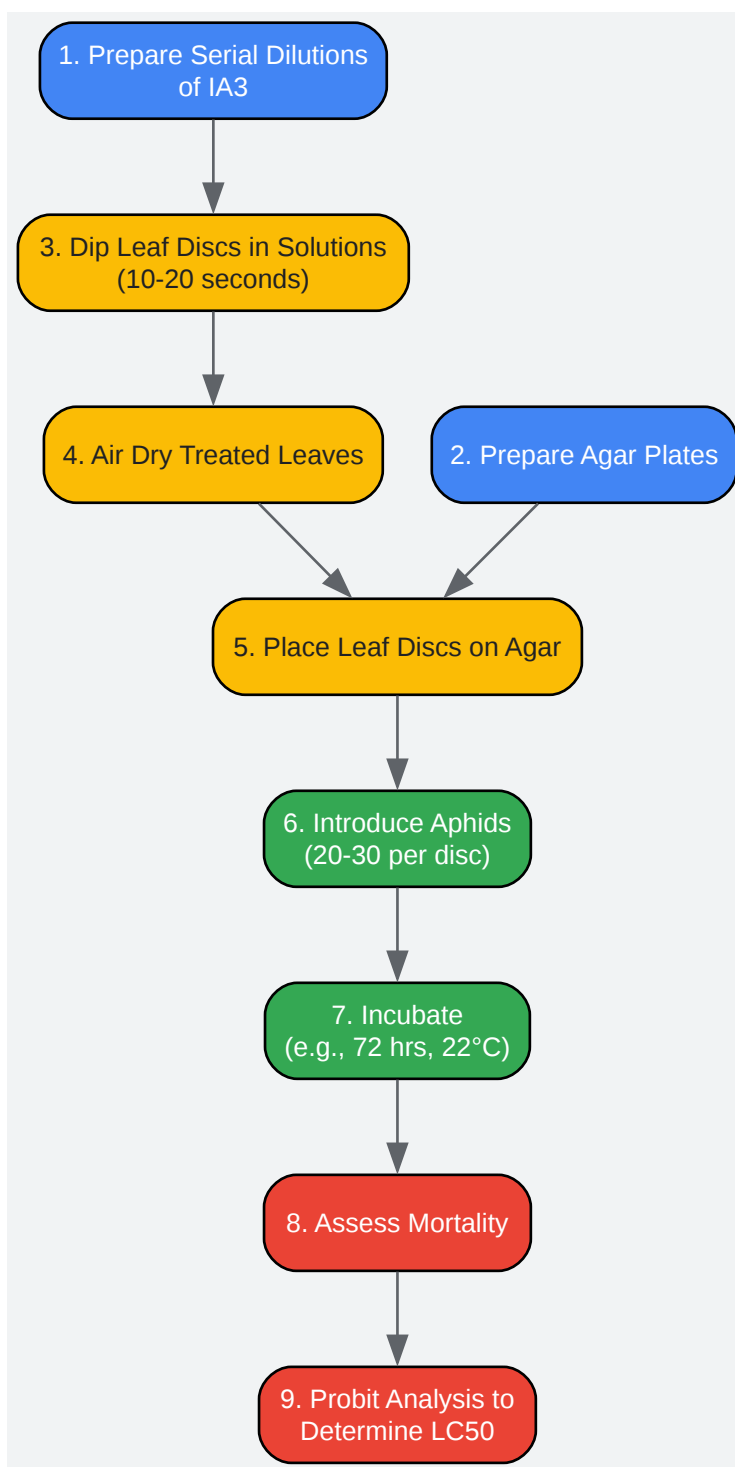 1. Prepare Serial Dilutions
of IA3
3. Dip Leaf Discs in Solutions
(10-20 seconds)
4. Air Dry Treated Leaves
2. Prepare Agar Plates
5. Place Leaf Discs on Agar
6. Introduce Aphids
(20-30 per disc)
7. Incubate
(e.g., 72 hrs, 22°C)
8. Assess Mortality
9. Probit Analysis to
Determine LC50